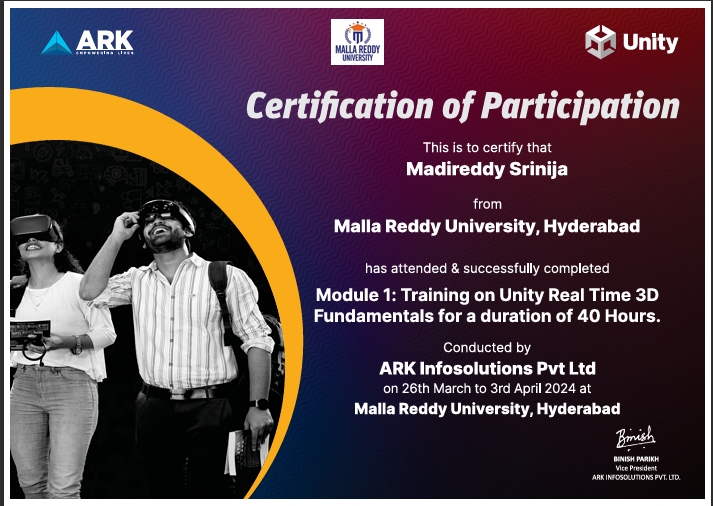 ARK
EMPOWERING LIVES
MALLA REDDY
UNIVERSITY
Unity
Certification of Participation
This is to certify that
Madireddy Srinija
from
Malla Reddy University, Hyderabad
has attended & successfully completed
Module 1: Training on Unity Real Time 3D
Fundamentals for a duration of 40 Hours.
Conducted by
ARK Infosolutions Pvt Ltd
on 26th March to 3rd April 2024 at
Malla Reddy University, Hyderabad
Binish
BINISH PARIKH
Vice President
ARK INFOSOLUTIONS PVT. LTD.